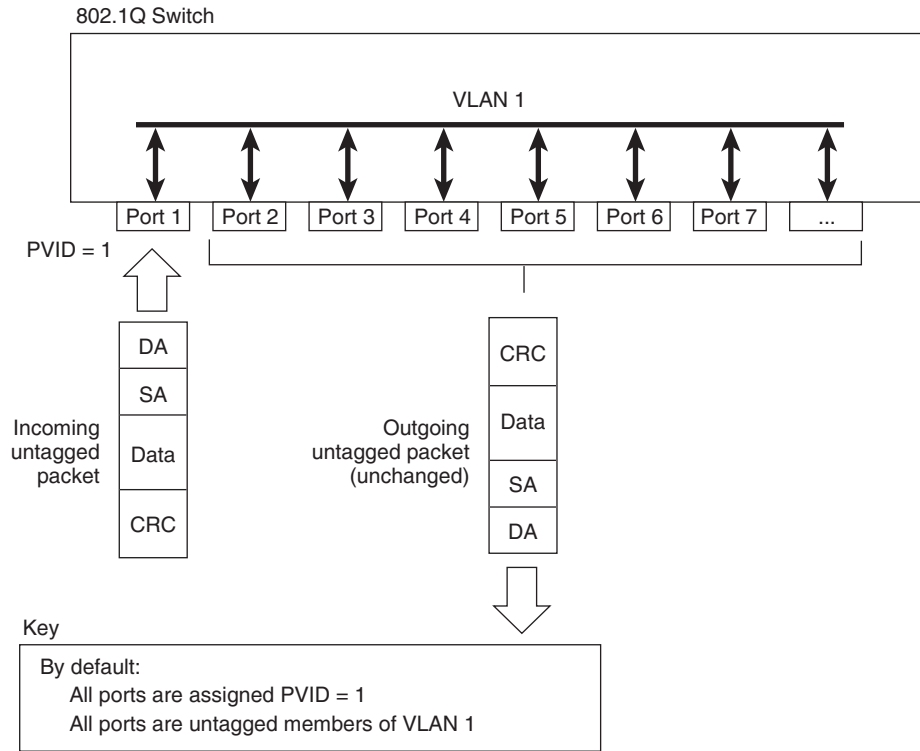 802.1Q Switch
VLAN 1
Port 1
Port 2
Port 3
Port 4
Port 5
Port 6
Port 7
...
PVID = 1
DA
SA
Data
CRC
Incoming
untagged
packet
CRC
Data
SA
DA
Outgoing
untagged packet
(unchanged)
Key
By default:
All ports are assigned PVID = 1
All ports are untagged members of VLAN 1